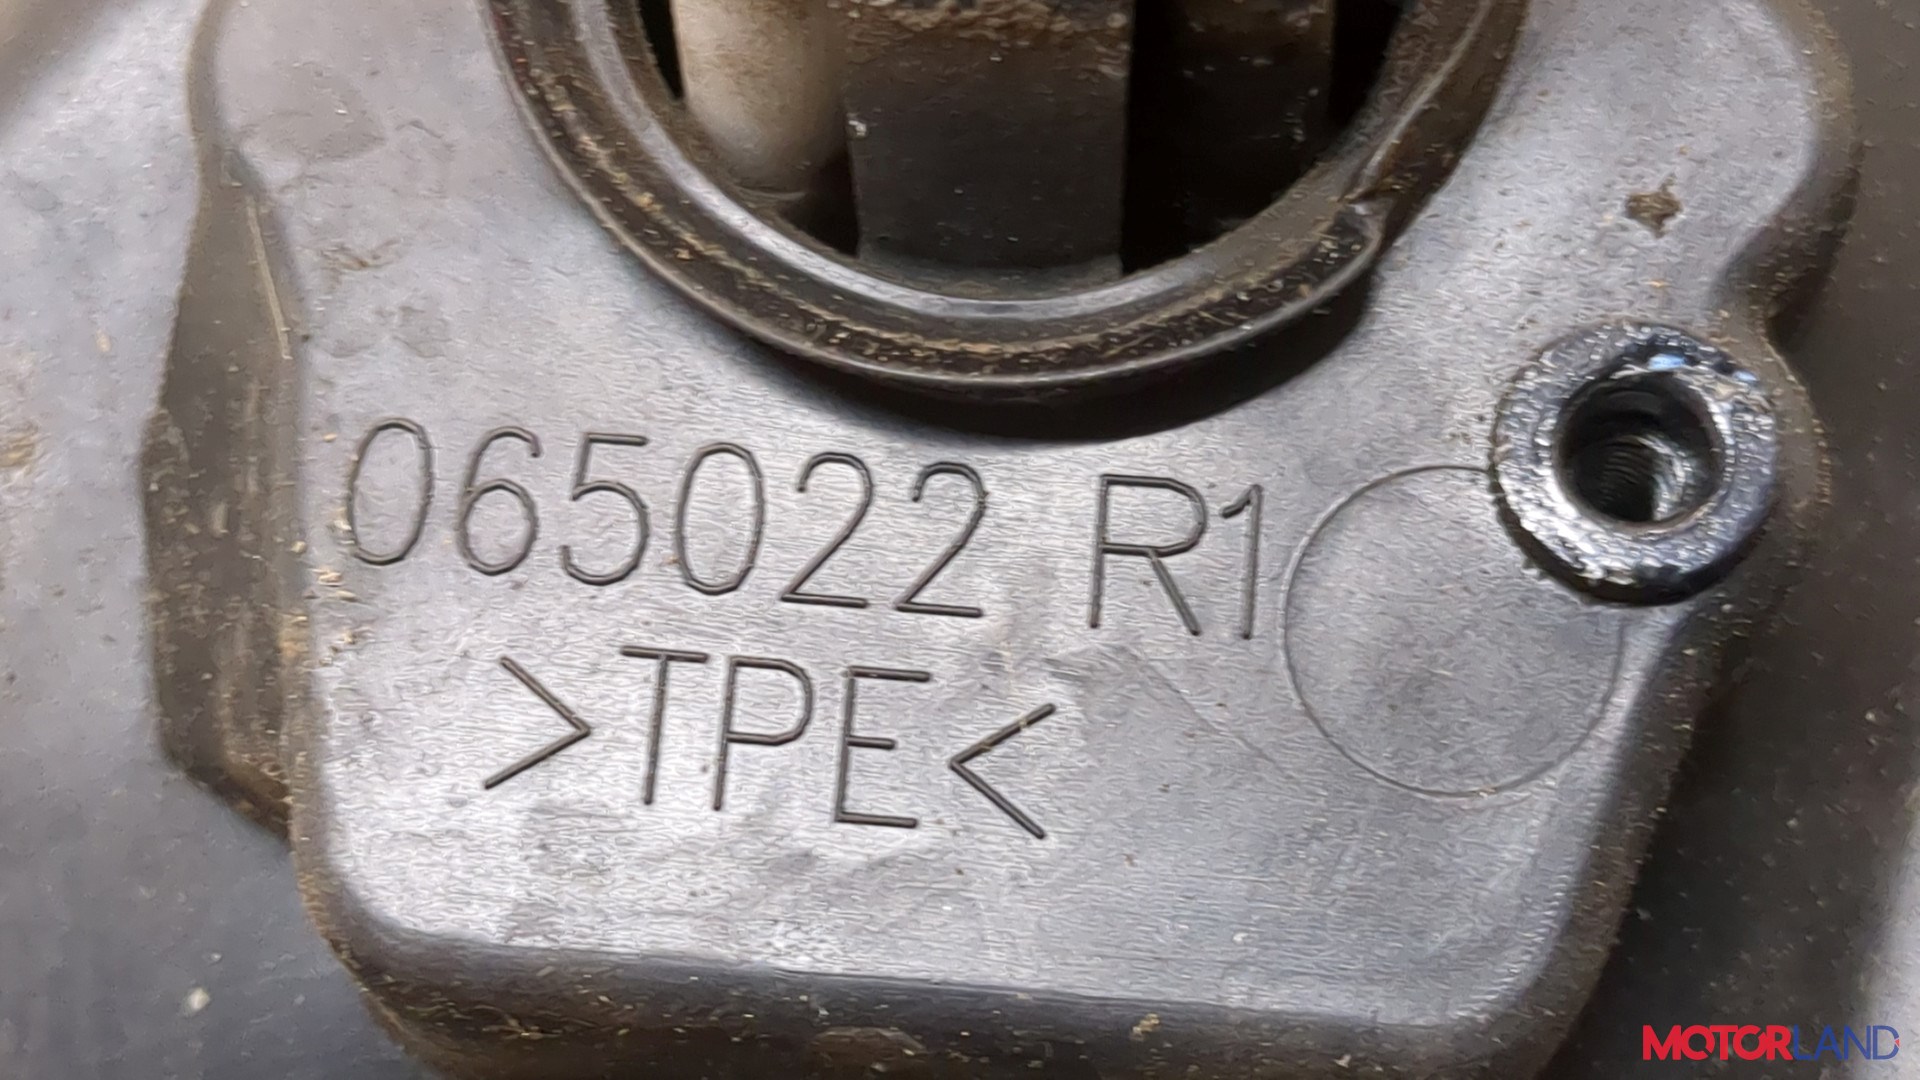 065022 R1
>TPE<
MOTORLAND